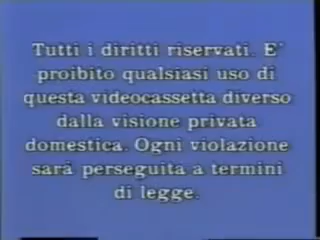 Tutti i diritti riservati. E'
proibito qualsiasi uso di
questa videocassetta diverso
dalla visione privata
domestica. Ogni violazione
sarà perseguita a termini
di legge.